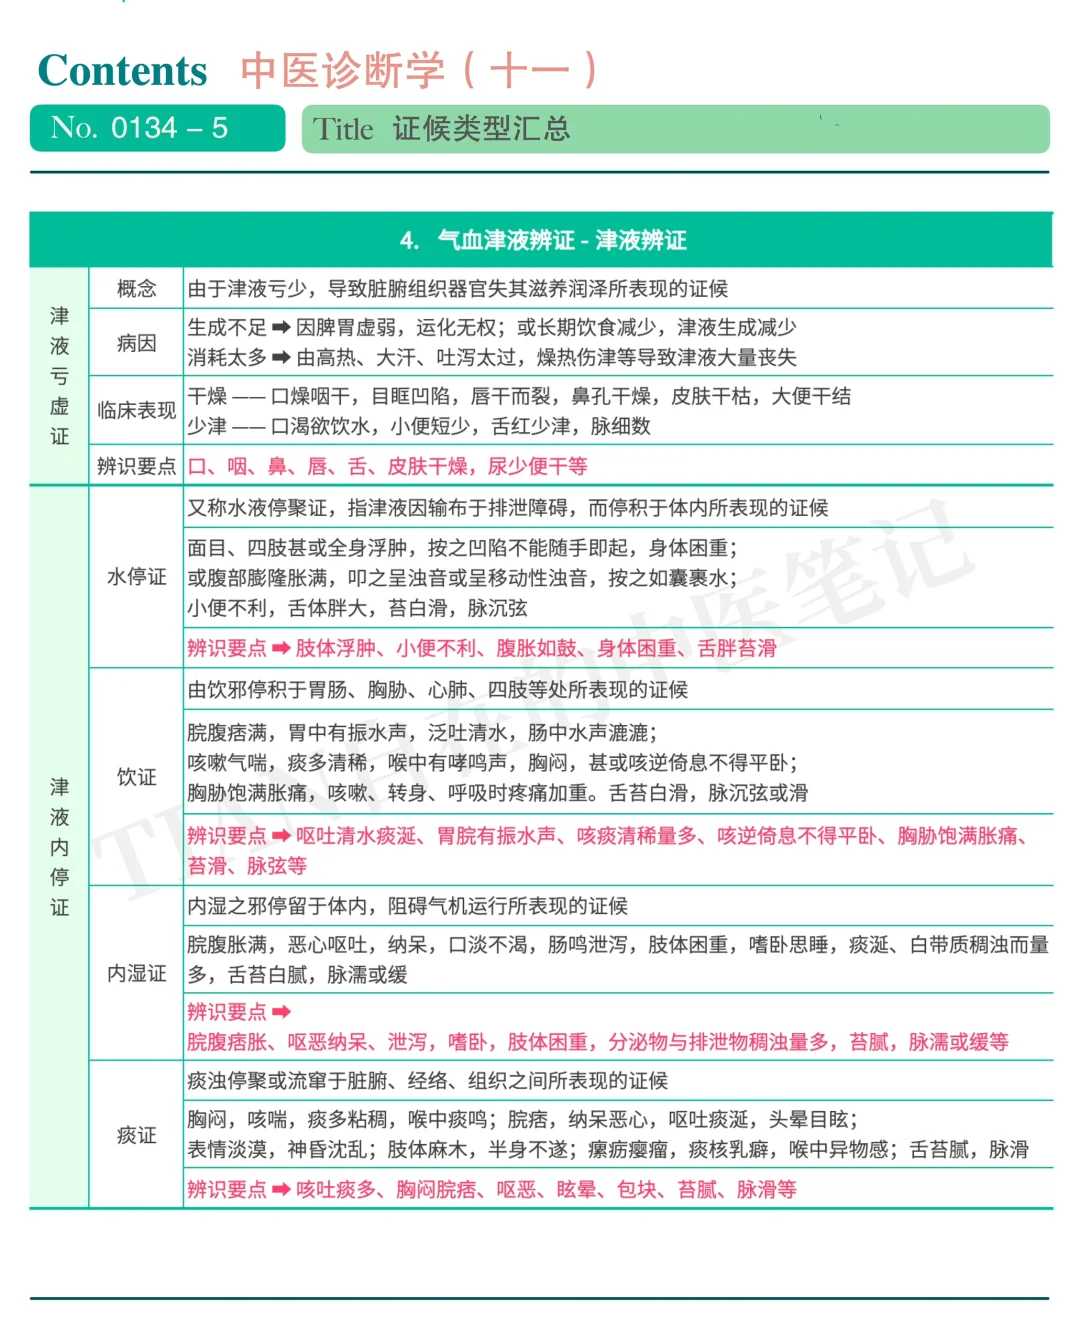 Contents 中医诊断学（十一）
No. 0134 – 5
Title 证候类型汇总
4. 气血津液辨证 - 津液辨证
津液亏虚证
概念
由于津液亏少，导致脏腑组织器官失其滋养润泽所表现的证候
病因
生成不足 ➡ 因脾胃虚弱，运化无权；或长期饮食减少，津液生成减少
消耗太多 ➡ 由高热、大汗、吐泻太过，燥热伤津等导致津液大量丧失
临床表现
干燥 —— 口燥咽干，目眶凹陷，唇干而裂，鼻孔干燥，皮肤干枯，大便干结
少津 —— 口渴欲饮水，小便短少，舌红少津，脉细数
辨识要点
口、咽、鼻、唇、舌、皮肤干燥，尿少便干等
津液内停证
水停证
又称水液停聚证，指津液因输布于排泄障碍，而停积于体内所表现的证候
面目、四肢甚或全身浮肿，按之凹陷不能随手即起，身体困重；
或腹部膨隆胀满，叩之呈浊音或呈移动性浊音，按之如囊裹水；
小便不利，舌体胖大，苔白滑，脉沉弦
辨识要点 ➡ 肢体浮肿、小便不利、腹胀如鼓、身体困重、舌胖苔滑
饮证
由饮邪停积于胃肠、胸胁、心肺、四肢等处所表现的证候
脘腹痞满，胃中有振水声，泛吐清水，肠中水声漉漉；
咳嗽气喘，痰多清稀，喉中有哮鸣声，胸闷，甚或咳逆倚息不得平卧；
胸胁饱满胀痛，咳嗽、转身、呼吸时疼痛加重。舌苔白滑，脉沉弦或滑
辨识要点 ➡ 呕吐清水痰涎、胃脘有振水声、咳痰清稀量多、咳逆倚息不得平卧、胸胁饱满胀痛、
苔滑、脉弦等
内湿证
内湿之邪停留于体内，阻碍气机运行所表现的证候
脘腹胀满，恶心呕吐，纳呆，口淡不渴，肠鸣泄泻，肢体困重，嗜卧思睡，痰涎、白带质稠浊而量
多，舌苔白腻，脉濡或缓
辨识要点 ➡
脘腹痞胀、呕恶纳呆、泄泻，嗜卧，肢体困重，分泌物与排泄物稠浊量多，苔腻，脉濡或缓等
痰证
痰浊停聚或流窜于脏腑、经络、组织之间所表现的证候
胸闷，咳喘，痰多粘稠，喉中痰鸣；脘痞，纳呆恶心，呕吐痰涎，头晕目眩；
表情淡漠，神昏沈乱；肢体麻木，半身不遂；瘰疬瘿瘤，痰核乳癖，喉中异物感；舌苔腻，脉滑
辨识要点 ➡ 咳吐痰多、胸闷脘痞、呕恶、眩晕、包块、苔腻、脉滑等
TIAN自在的中医笔记